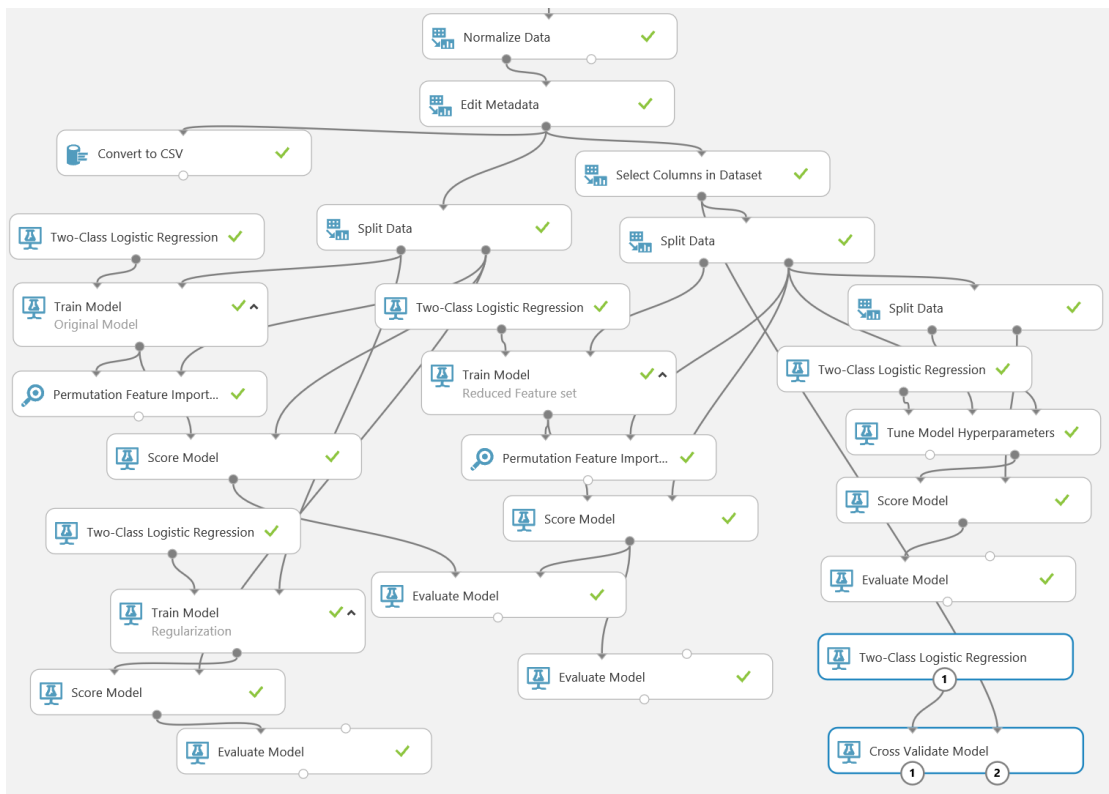 Normalize Data
Edit Metadata
Convert to CSV
Select Columns in Dataset
Split Data
Two-Class Logistic Regression
Split Data
Train Model
Original Model
Two-Class Logistic Regression
Split Data
Train Model
Reduced Feature set
Two-Class Logistic Regression
Permutation Feature Import...
Tune Model Hyperparameters
Score Model
Permutation Feature Import...
Score Model
Score Model
Two-Class Logistic Regression
Evaluate Model
Evaluate Model
Train Model
Regularization
Two-Class Logistic Regression
1
Evaluate Model
Score Model
Evaluate Model
Cross Validate Model
1
2